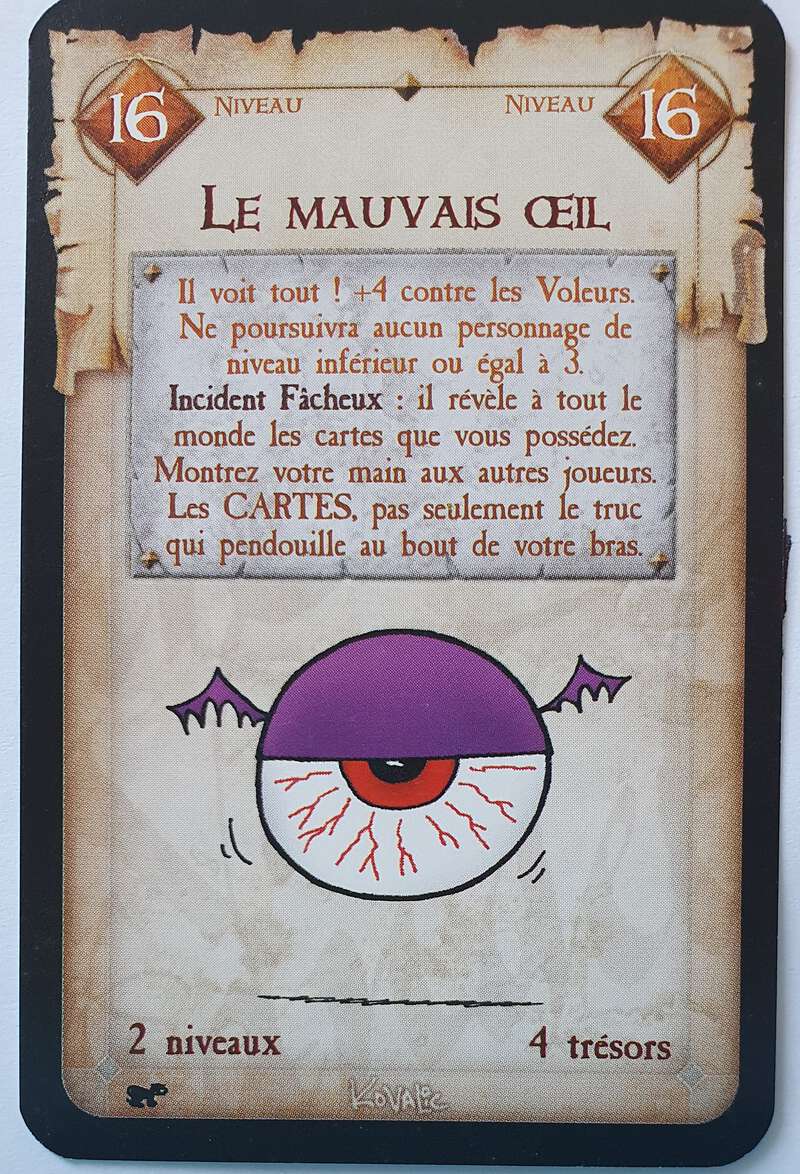 16 Niveau Niveau 16
Le mauvais œil
Il voit tout ! +4 contre les Voleurs.
Ne poursuivra aucun personnage de
niveau inférieur ou égal à 3.
Incident Fâcheux : il révèle à tout le
monde les cartes que vous possédez.
Montrez votre main aux autres joueurs.
Les CARTES, pas seulement le truc
qui pendouille au bout de votre bras.
2 niveaux 4 trésors
Kovalic